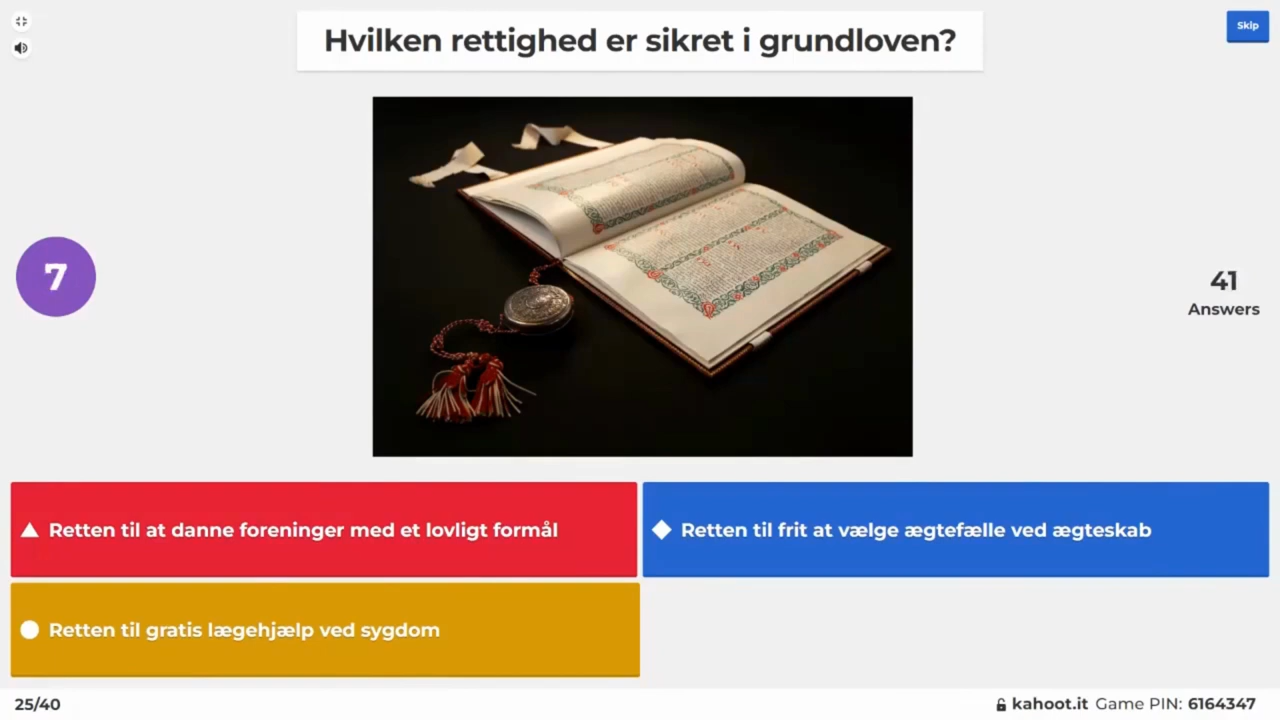 Hvilken rettighed er sikret i grundloven?
Skip
7
41
Answers
Retten til at danne foreninger med et lovligt formål
Retten til frit at vælge ægtefælle ved ægteskab
Retten til gratis lægehjælp ved sygdom
25/40
kahoot.it Game PIN: 6164347